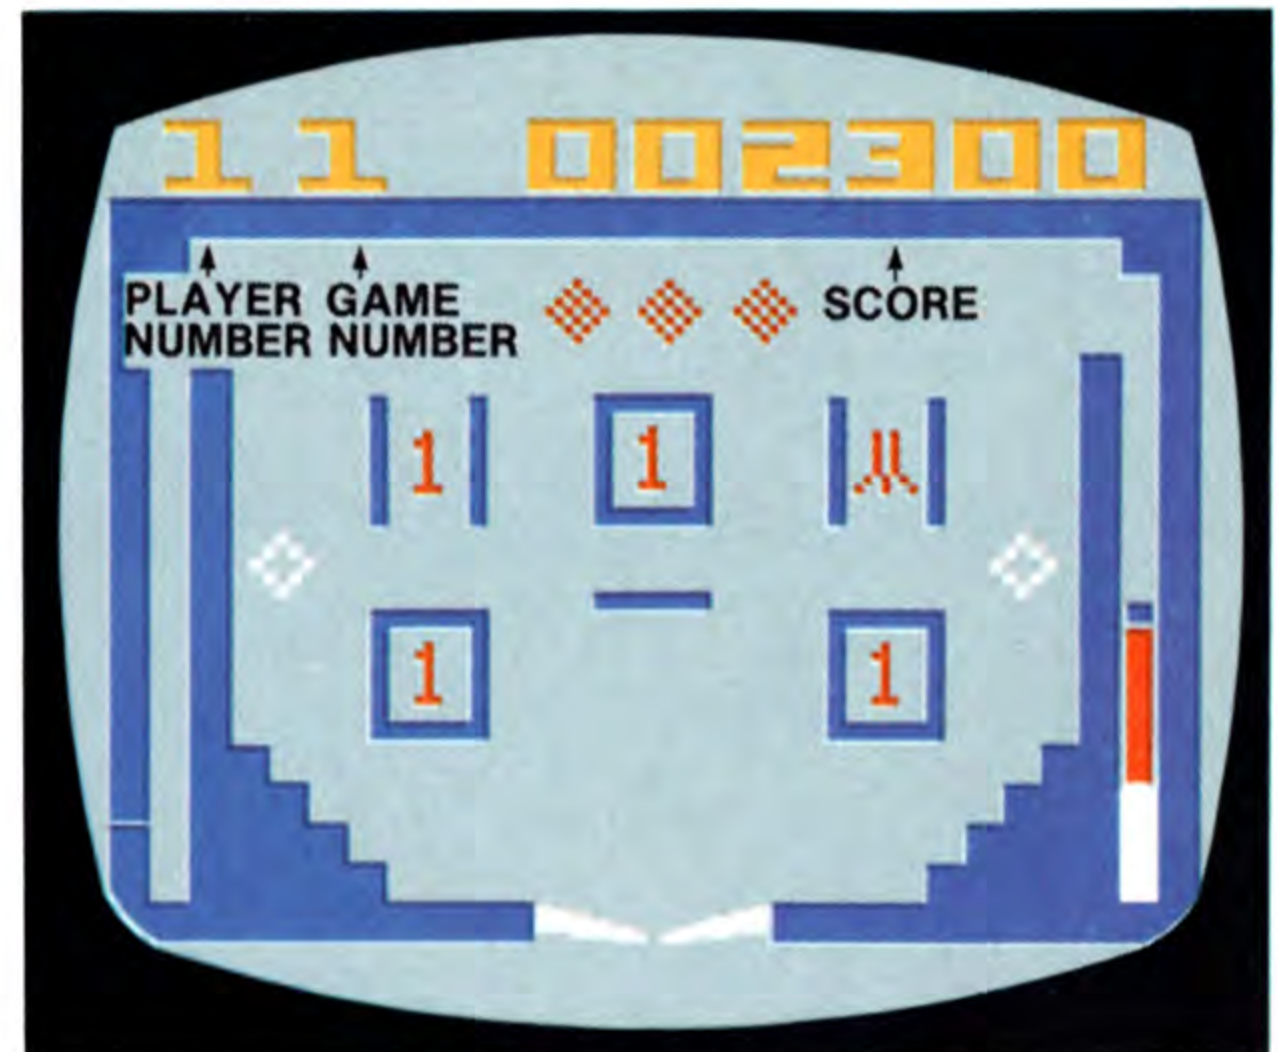 1 1 002300
PLAYER GAME
NUMBER NUMBER
SCORE
1 1
1 1